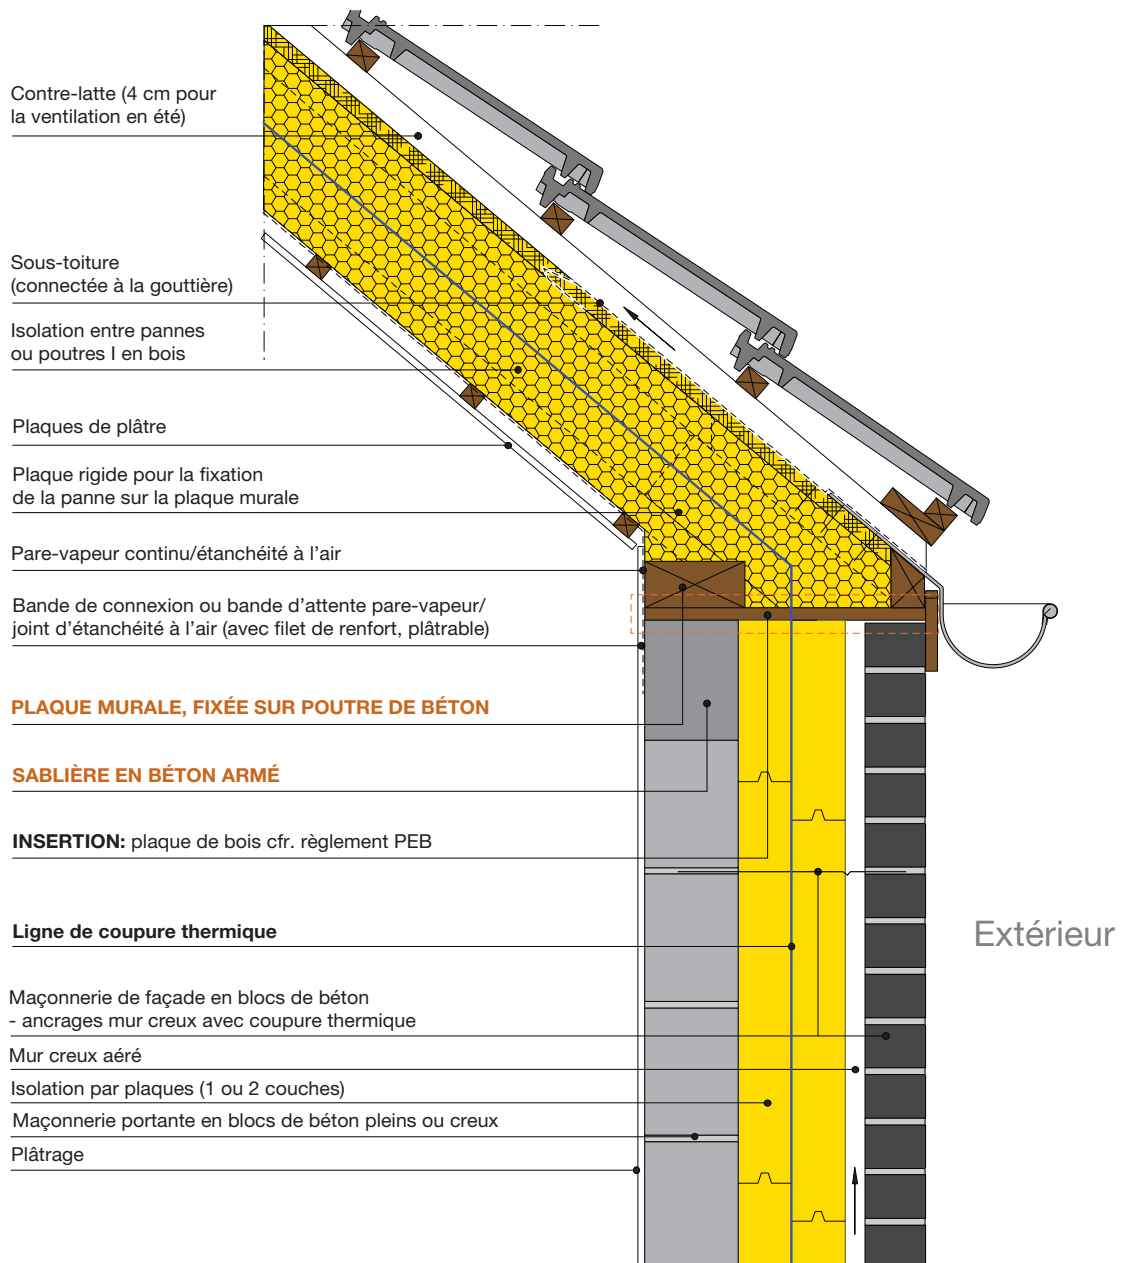 Contre-latte (4 cm pour
la ventilation en été)
Sous-toiture
(connectée à la gouttière)
Isolation entre pannes
ou poutres I en bois
Plaques de plâtre
Plaque rigide pour la fixation
de la panne sur la plaque murale
Pare-vapeur continu/étanchéité à l'air
Bande de connexion ou bande d'attente pare-vapeur/
joint d'étanchéité à l'air (avec filet de renfort, plâtrable)
PLAQUE MURALE, FIXÉE SUR POUTRE DE BÉTON
SABLIÈRE EN BÉTON ARMÉ
INSERTION: plaque de bois cfr. règlement PEB
Ligne de coupure thermique
Extérieur
Maçonnerie de façade en blocs de béton
- ancrages mur creux avec coupure thermique
Mur creux aéré
Isolation par plaques (1 ou 2 couches)
Maçonnerie portante en blocs de béton pleins ou creux
Plâtrage